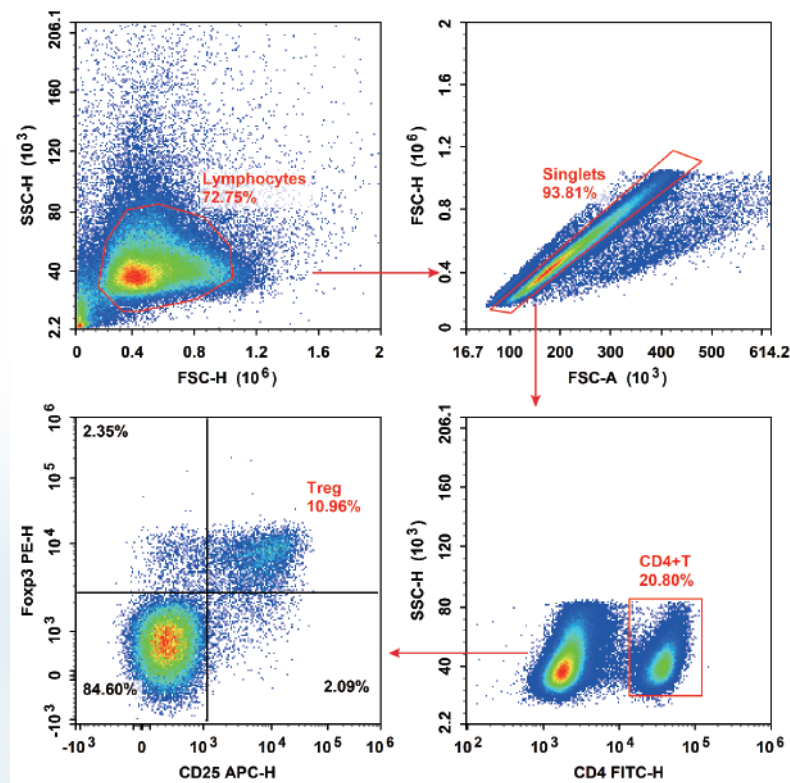 206.1
160
120
80
40
2.2
SSC-H (10³)
Lymphocytes
72.75%
0 0.4 1.2 1.6 2
FSC-H (10⁶)
2
1.6
1.2
0.8
0.4
0
FSC-H (10⁶)
Singlets
93.81%
16.7 100 200 300 400 500 614.2
FSC-A (10³)
10⁶
10⁵
10⁴
10³
0
-10³
Foxp3 PE-H
2.35%
Treg
10.96%
84.60%
2.09%
-10³ 0 10³ 10⁴ 10⁵ 10⁶
CD25 APC-H
206.1
160
120
80
40
2.2
SSC-H (10³)
CD4+T
20.80%
10² 10³ 10⁴ 10⁵ 10⁶
CD4 FITC-H